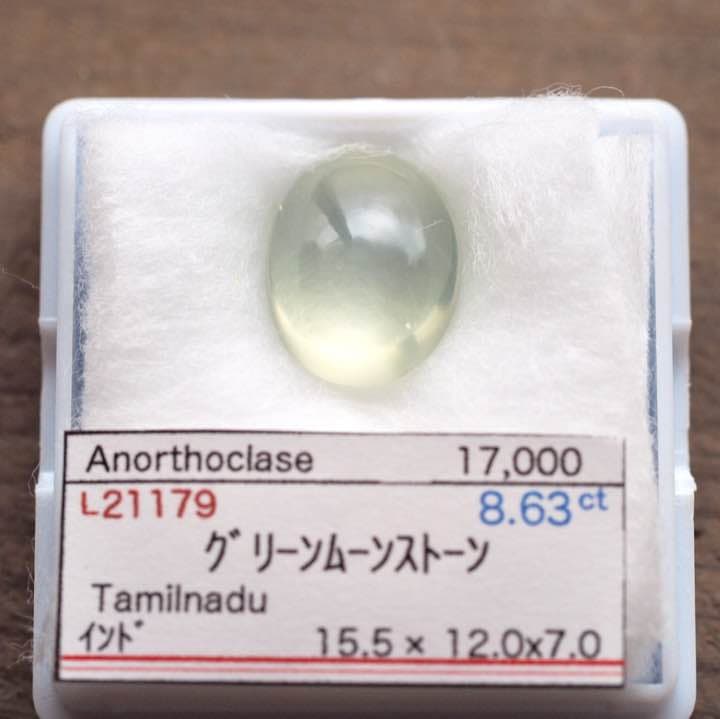 Anorthoclase 17,000
L21179 8.63ct
グリーンムーンストーン
Tamilnadu
インド 15.5 × 12.0x7.0